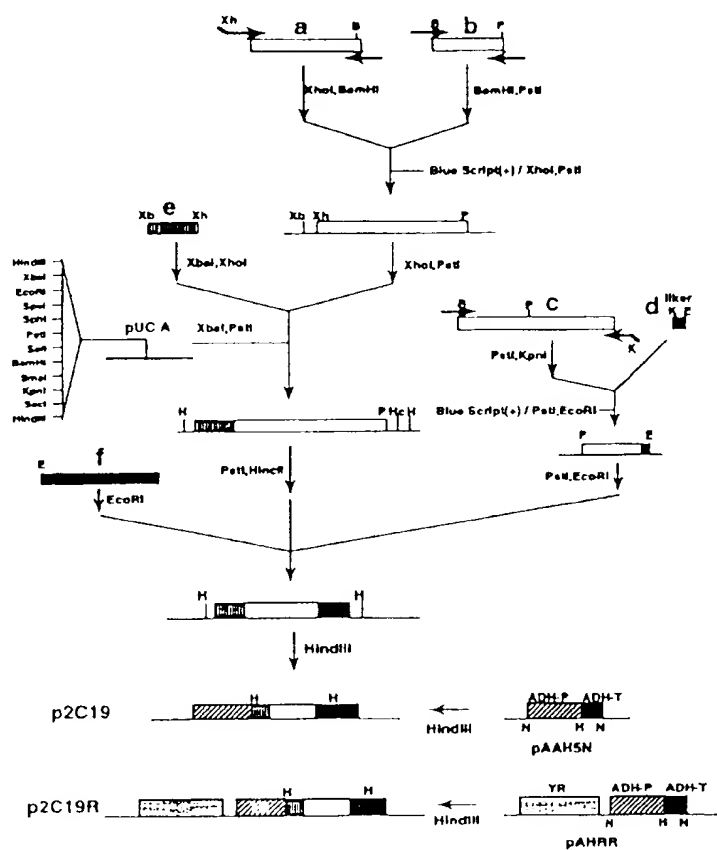 Xh a B b P
XhoI,BamHI
BamHI,PstI
Blue Script(+) / XhoI,PstI
Xb e Xh
Xb Xh P
XbaI,XhoI
XhoI,PstI
HindIII
XbaI
EcoRI
SpeI
SphI
PstI
SalI
BamHI
SmaI
KpnI
SacI
HindIII
pUC A
XbaI,PstI
B P C K
d liker
K E
PstI,KpnI
Blue Script(+) / PstI,EcoRI
H P Hc H
P E
PstI,HincII
PstI,EcoRI
E f
EcoRI
H H
HindIII
p2C19
H H
HindIII
ADH-P ADH-T
N H N
pAAH5N
p2C19R
H H
HindIII
YR ADH-P ADH-T
N H N
pAHRR